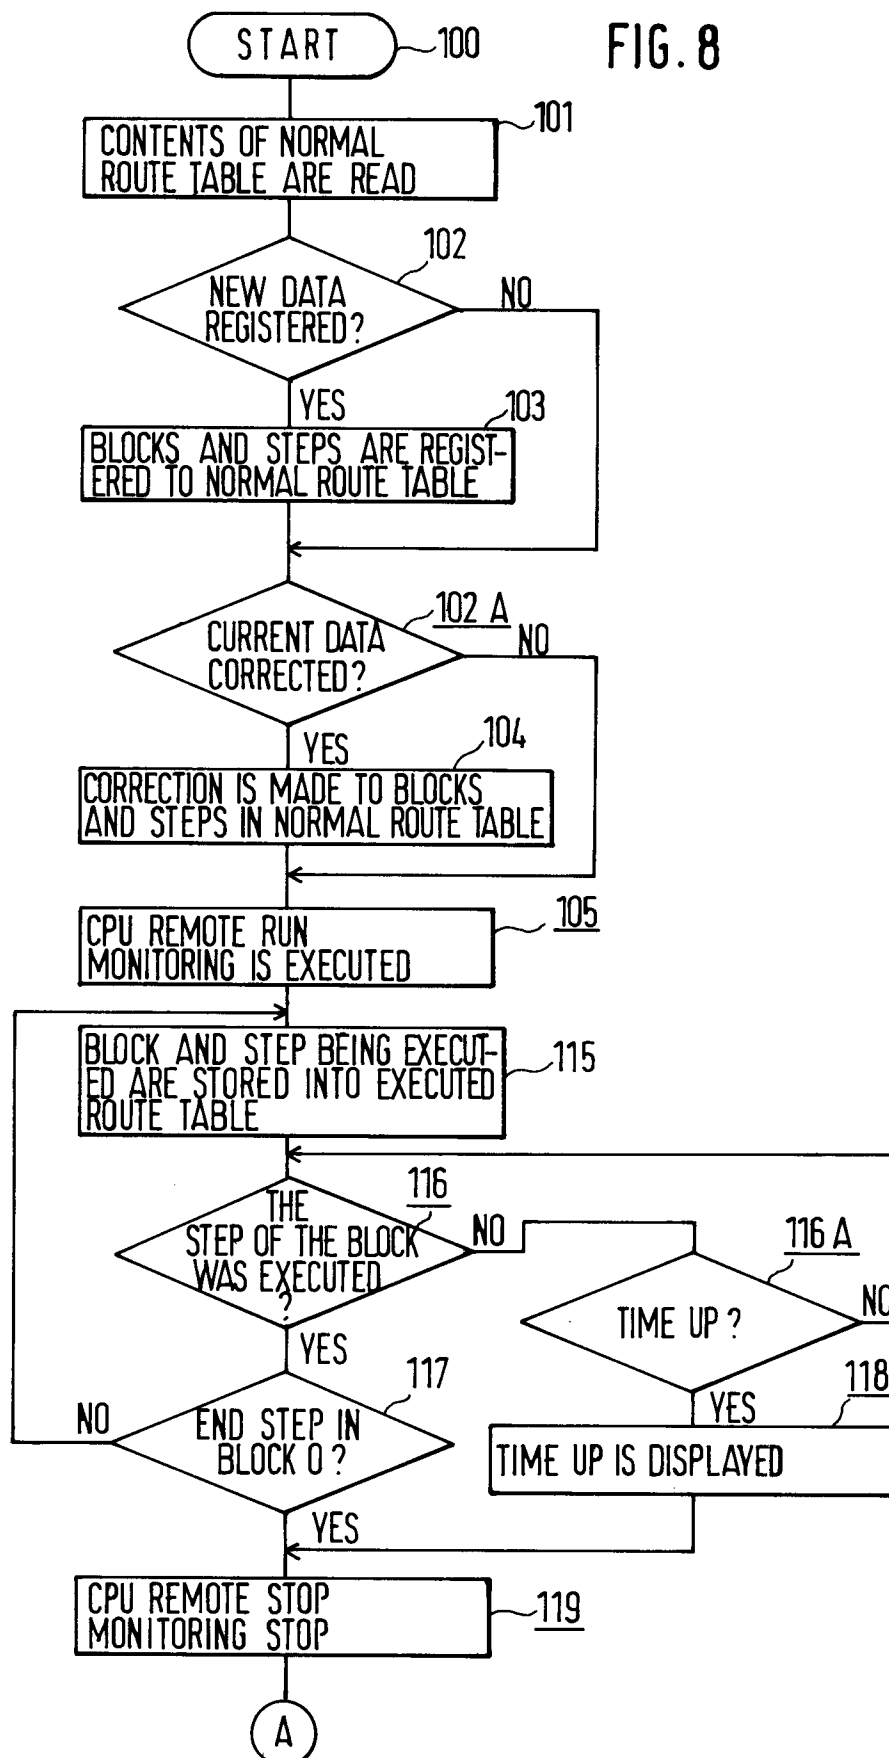 START
100
FIG. 8
101
CONTENTS OF NORMAL
ROUTE TABLE ARE READ
102
NEW DATA
REGISTERED?
NO
YES
103
BLOCKS AND STEPS ARE REGIST-
ERED TO NORMAL ROUTE TABLE
102 A
CURRENT DATA
CORRECTED?
NO
YES
104
CORRECTION IS MADE TO BLOCKS
AND STEPS IN NORMAL ROUTE TABLE
105
CPU REMOTE RUN
MONITORING IS EXECUTED
BLOCK AND STEP BEING EXECUT-
ED ARE STORED INTO EXECUTED
ROUTE TABLE
115
116
THE
STEP OF THE BLOCK
WAS EXECUTED
?
NO
116 A
TIME UP ?
NO
YES
YES
118
TIME UP IS DISPLAYED
117
END STEP IN
BLOCK 0 ?
NO
YES
CPU REMOTE STOP
MONITORING STOP
119
A